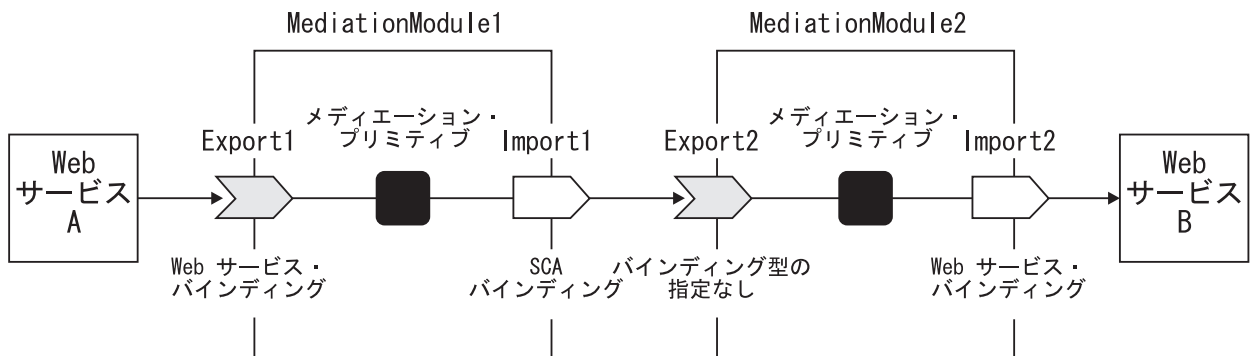 MediationModule1
MediationModule2
メディエーション・
プリミティブ
メディエーション・
プリミティブ
Export1
Import1
Export2
Import2
Web
サービス
A
Web
サービス
B
Web サービス・
バインディング
SCA
バインディング
バインディング型の
指定なし
Web サービス・
バインディング